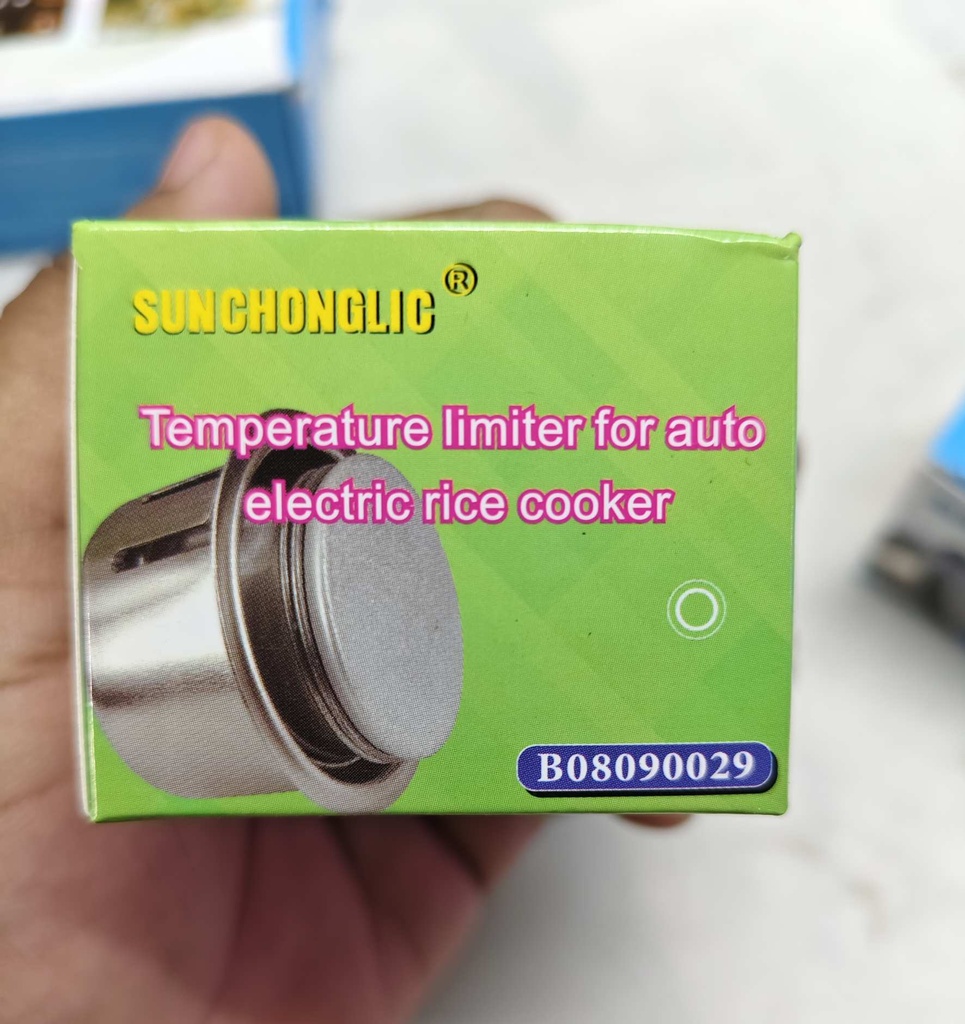 SUNCHONGLIC®
Temperature limiter for auto
electric rice cooker
B08090029